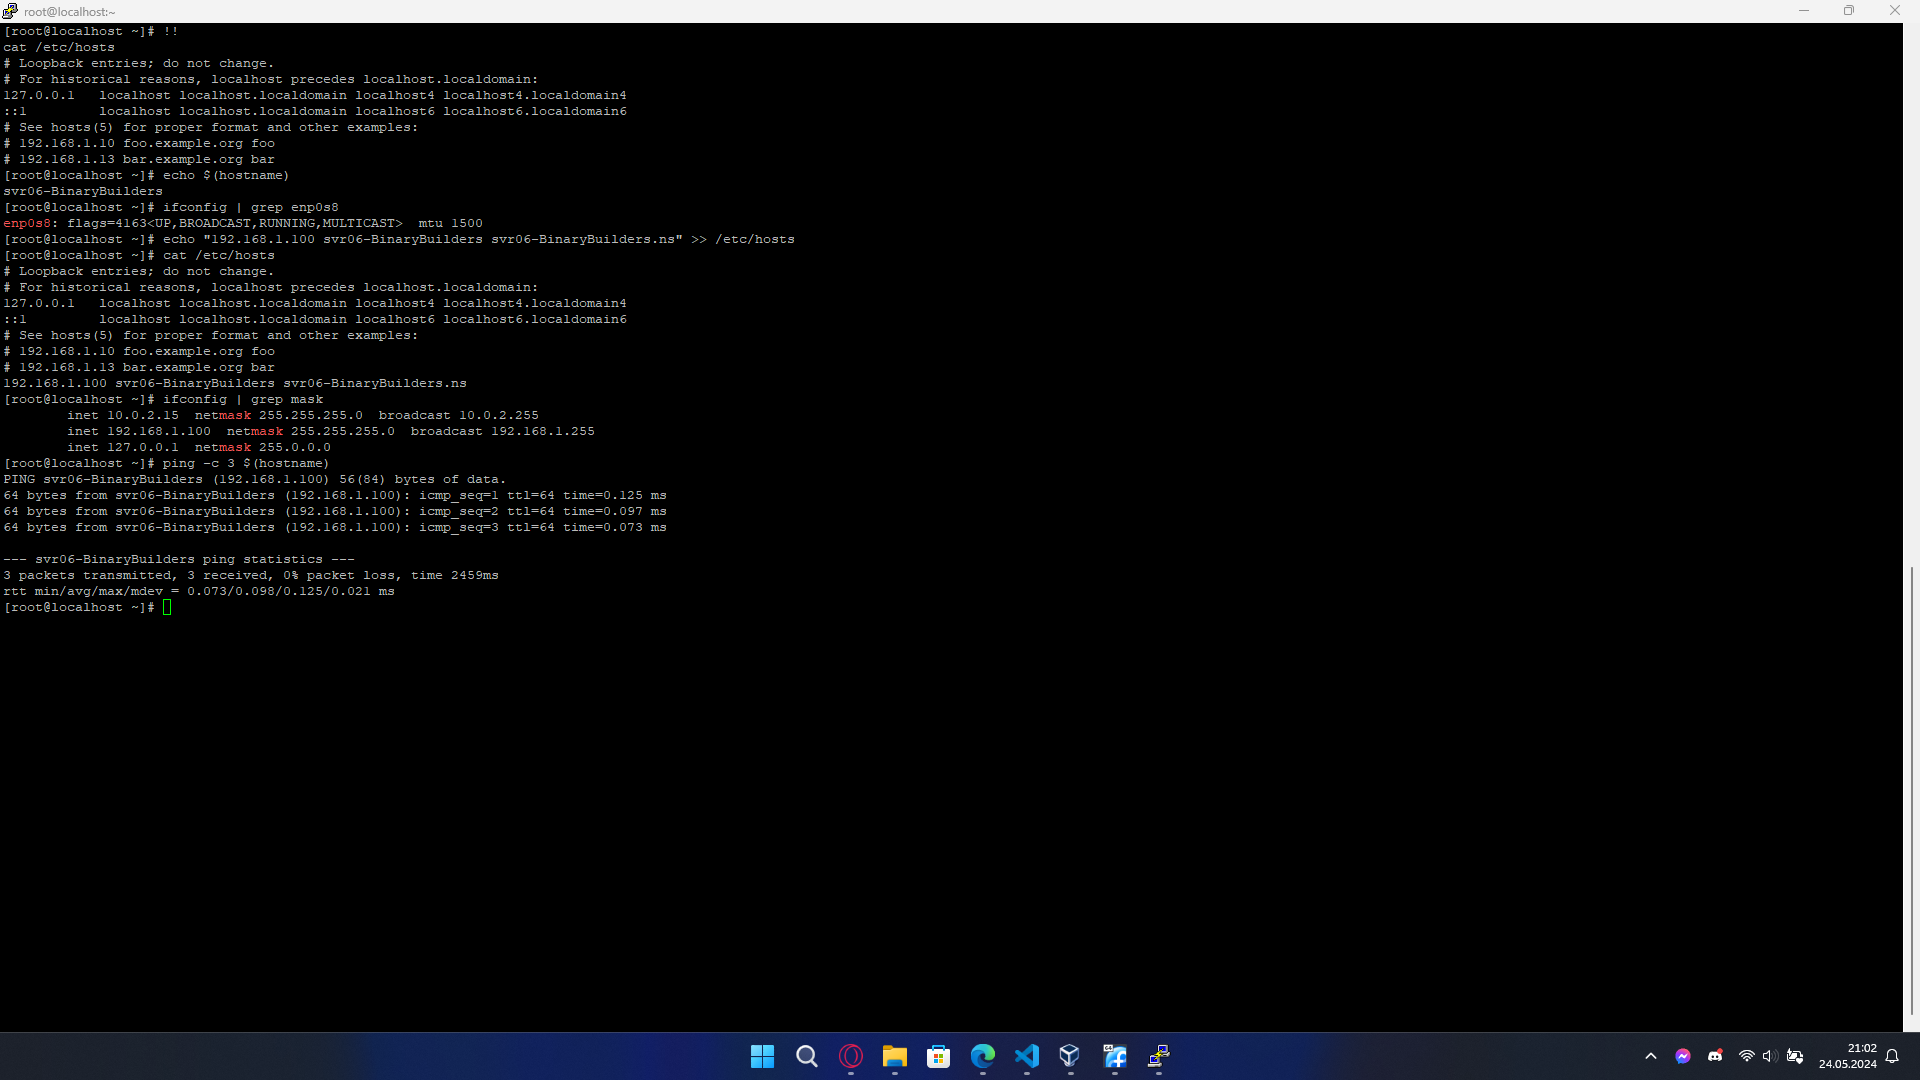 root@localhost:~
[root@localhost ~]# !!
cat /etc/hosts
# Loopback entries; do not change.
# For historical reasons, localhost precedes localhost.localdomain:
127.0.0.1   localhost localhost.localdomain localhost4 localhost4.localdomain4
::1         localhost localhost.localdomain localhost6 localhost6.localdomain6
# See hosts(5) for proper format and other examples:
# 192.168.1.10 foo.example.org foo
# 192.168.1.13 bar.example.org bar
[root@localhost ~]# echo $(hostname)
svr06-BinaryBuilders
[root@localhost ~]# ifconfig | grep enp0s8
enp0s8: flags=4163<UP,BROADCAST,RUNNING,MULTICAST>  mtu 1500
[root@localhost ~]# echo "192.168.1.100 svr06-BinaryBuilders svr06-BinaryBuilders.ns" >> /etc/hosts
[root@localhost ~]# cat /etc/hosts
# Loopback entries; do not change.
# For historical reasons, localhost precedes localhost.localdomain:
127.0.0.1   localhost localhost.localdomain localhost4 localhost4.localdomain4
::1         localhost localhost.localdomain localhost6 localhost6.localdomain6
# See hosts(5) for proper format and other examples:
# 192.168.1.10 foo.example.org foo
# 192.168.1.13 bar.example.org bar
192.168.1.100 svr06-BinaryBuilders svr06-BinaryBuilders.ns
[root@localhost ~]# ifconfig | grep mask
        inet 10.0.2.15  netmask 255.255.255.0  broadcast 10.0.2.255
        inet 192.168.1.100  netmask 255.255.255.0  broadcast 192.168.1.255
        inet 127.0.0.1  netmask 255.0.0.0
[root@localhost ~]# ping -c 3 $(hostname)
PING svr06-BinaryBuilders (192.168.1.100) 56(84) bytes of data.
64 bytes from svr06-BinaryBuilders (192.168.1.100): icmp_seq=1 ttl=64 time=0.125 ms
64 bytes from svr06-BinaryBuilders (192.168.1.100): icmp_seq=2 ttl=64 time=0.097 ms
64 bytes from svr06-BinaryBuilders (192.168.1.100): icmp_seq=3 ttl=64 time=0.073 ms
--- svr06-BinaryBuilders ping statistics ---
3 packets transmitted, 3 received, 0% packet loss, time 2459ms
rtt min/avg/max/mdev = 0.073/0.098/0.125/0.021 ms
[root@localhost ~]#
21:02
24.05.2024